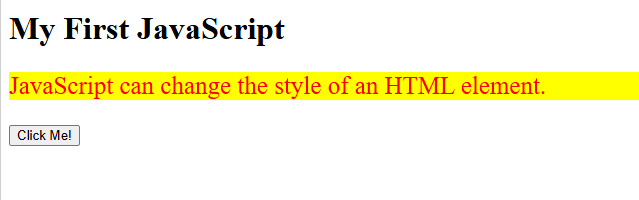 My First JavaScript
JavaScript can change the style of an HTML element.
Click Me!